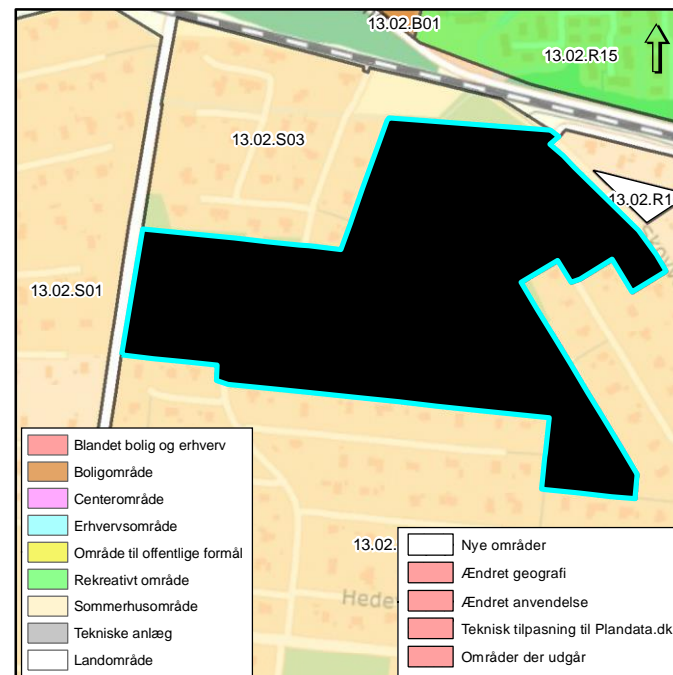 13.02.B01
13.02.R15
13.02.S03
13.02.R1
13.02.S01
Blandet bolig og erhverv
Boligområde
Centerområde
Erhvervsområde
Område til offentlige formål
Rekreativt område
Sommerhusområde
Tekniske anlæg
Landområde
13.02.
Nye områder
Ændret geografi
Ændret anvendelse
Teknisk tilpasning til Plandata.dk
Områder der udgår